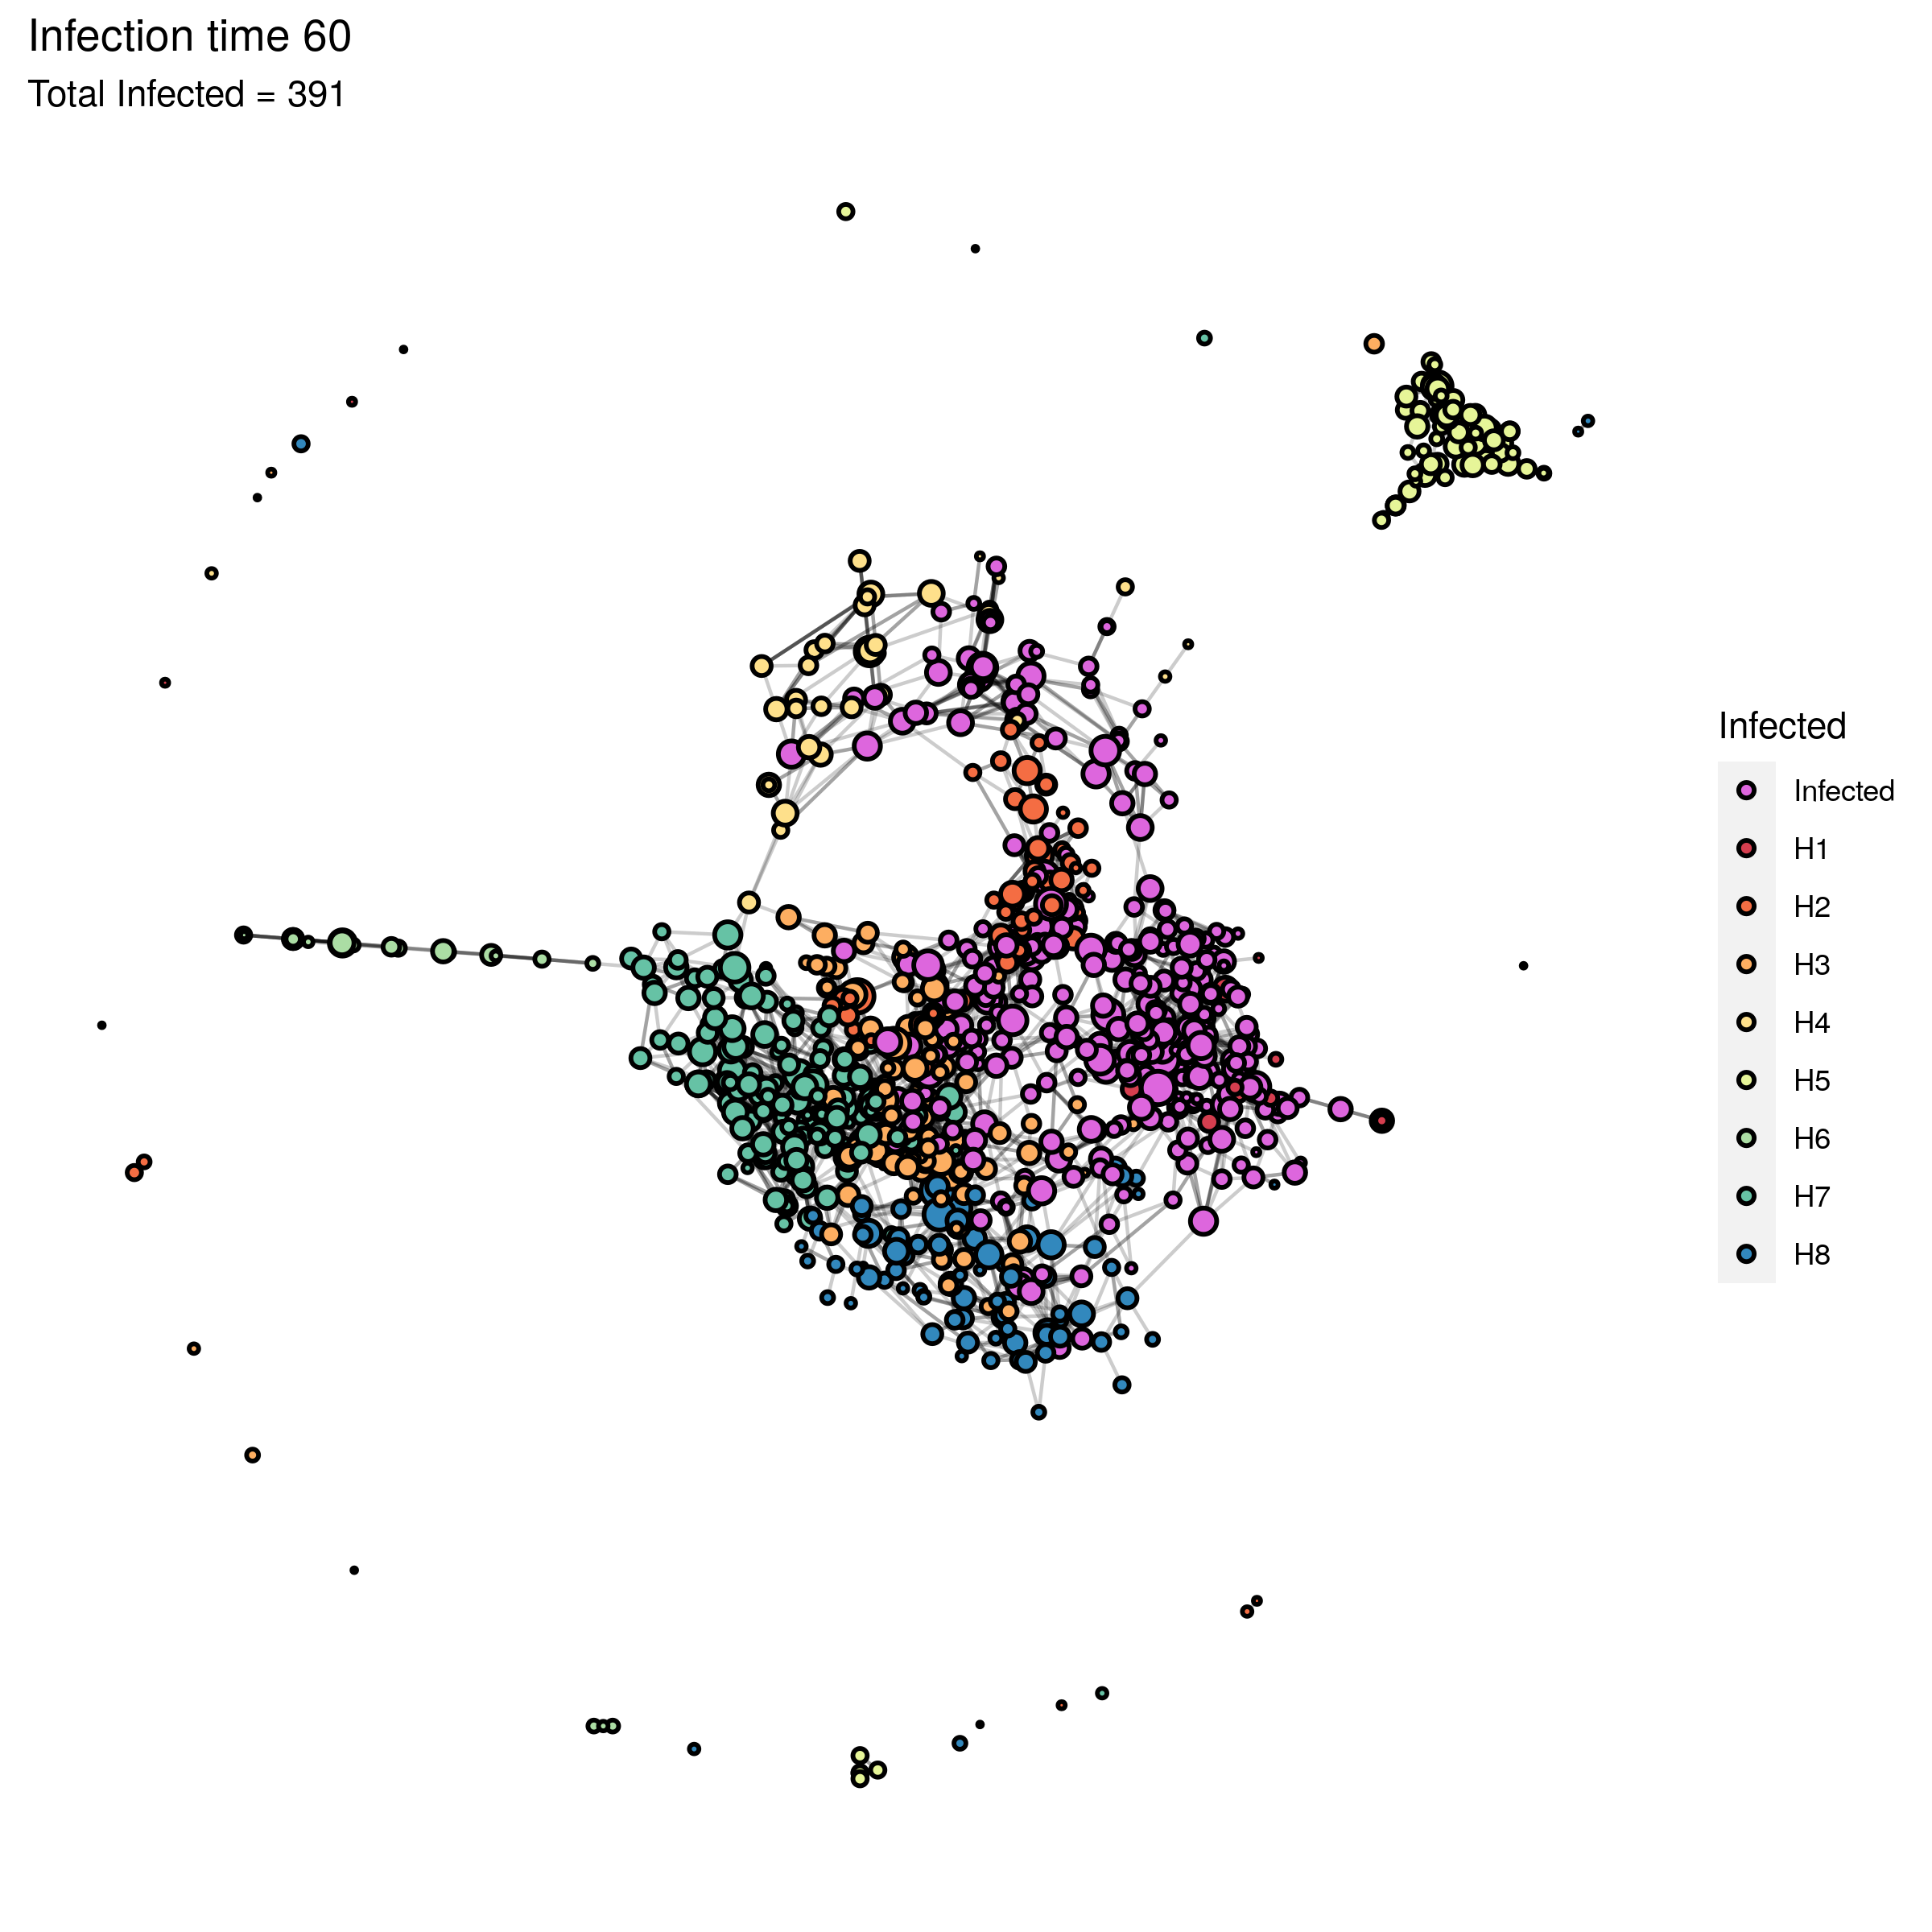 Infection time 60
Total Infected = 391
Infected
Infected
H1
H2
H3
H4
H5
H6
H7
H8